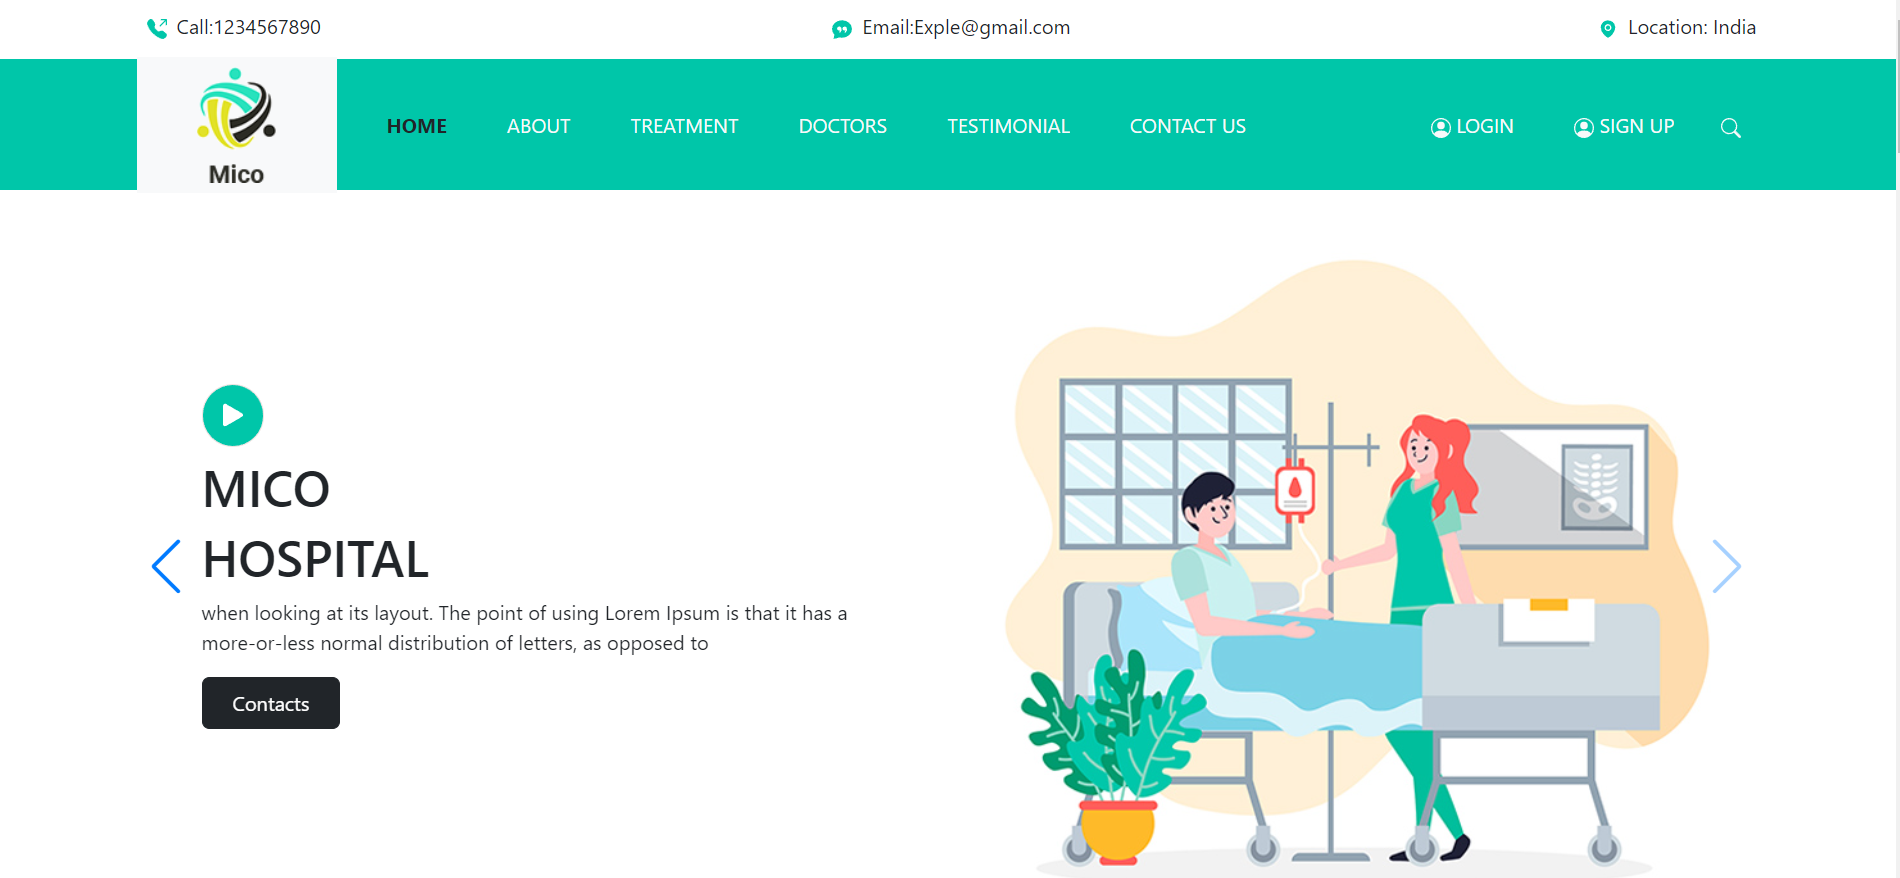 Call:1234567890
Email:Exple@gmail.com
Location: India
Mico
HOME
ABOUT
TREATMENT
DOCTORS
TESTIMONIAL
CONTACT US
LOGIN
SIGN UP
MICO
HOSPITAL
when looking at its layout. The point of using Lorem Ipsum is that it has a
more-or-less normal distribution of letters, as opposed to
Contacts